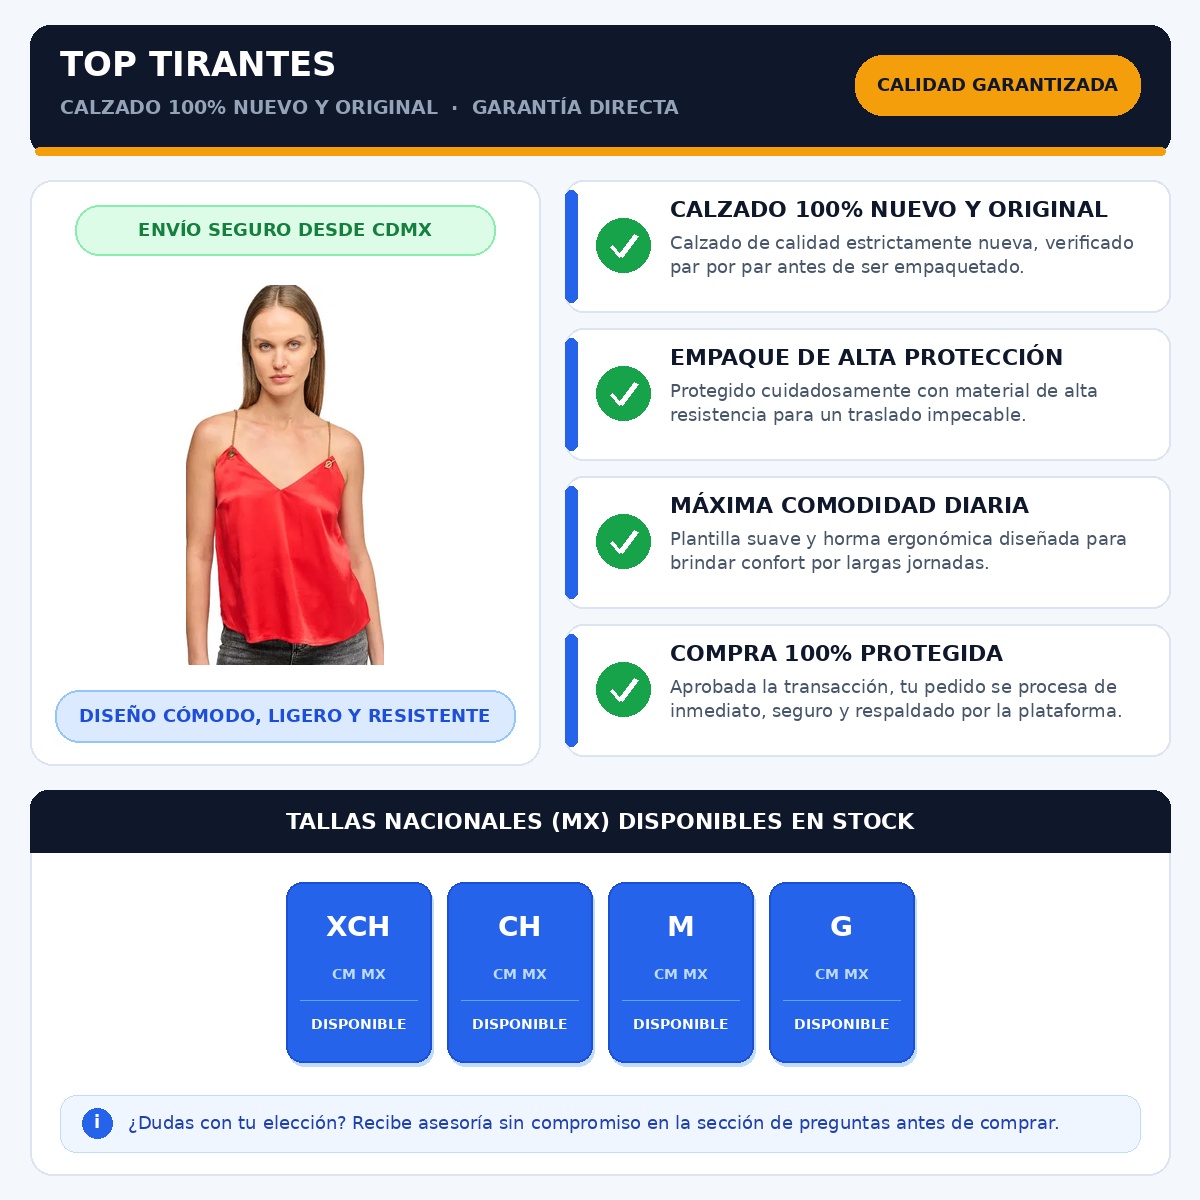 TOP TIRANTES
CALZADO 100% NUEVO Y ORIGINAL · GARANTÍA DIRECTA
CALIDAD GARANTIZADA
ENVÍO SEGURO DESDE CDMX
DISEÑO CÓMODO, LIGERO Y RESISTENTE
CALZADO 100% NUEVO Y ORIGINAL
Calzado de calidad estrictamente nueva, verificado
par por par antes de ser empaquetado.
EMPAQUE DE ALTA PROTECCIÓN
Protegido cuidadosamente con material de alta
resistencia para un traslado impecable.
MÁXIMA COMODIDAD DIARIA
Plantilla suave y horma ergonómica diseñada para
brindar confort por largas jornadas.
COMPRA 100% PROTEGIDA
Aprobada la transacción, tu pedido se procesa de
inmediato, seguro y respaldado por la plataforma.
TALLAS NACIONALES (MX) DISPONIBLES EN STOCK
XCH
CM MX
DISPONIBLE
CH
CM MX
DISPONIBLE
M
CM MX
DISPONIBLE
G
CM MX
DISPONIBLE
i
¿Dudas con tu elección? Recibe asesoría sin compromiso en la sección de preguntas antes de comprar.